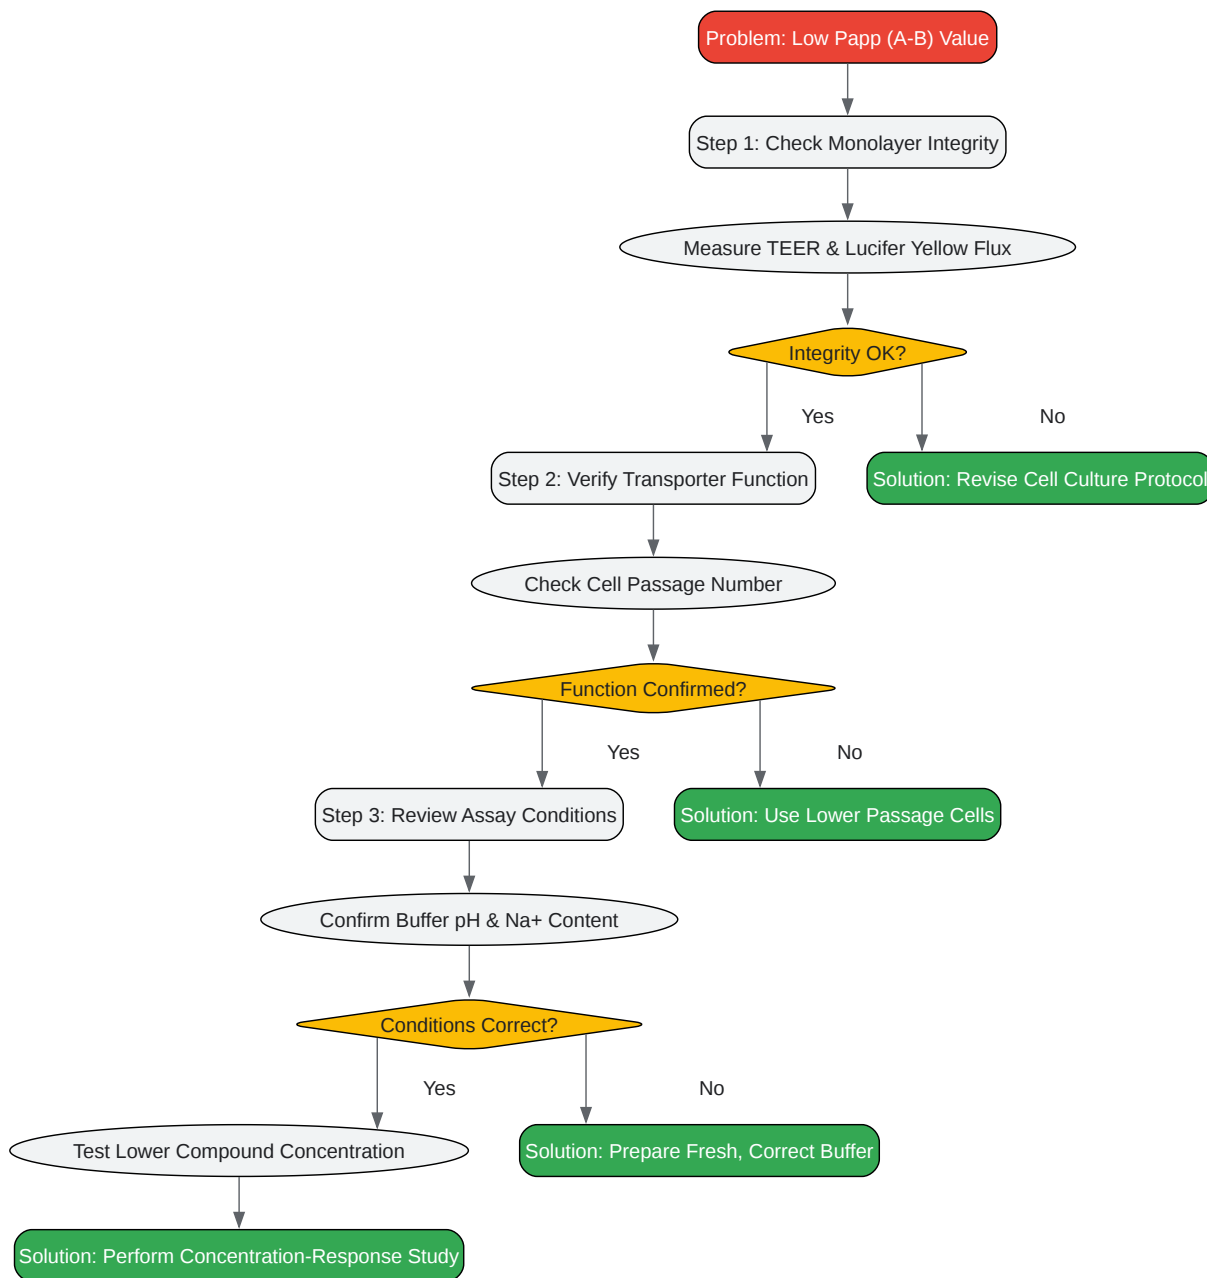 Problem: Low Papp (A-B) Value
Step 1: Check Monolayer Integrity
Measure TEER & Lucifer Yellow Flux
Integrity OK?
Yes
No
Step 2: Verify Transporter Function
Solution: Revise Cell Culture Protocol
Check Cell Passage Number
Function Confirmed?
Yes
No
Step 3: Review Assay Conditions
Solution: Use Lower Passage Cells
Confirm Buffer pH & Na+ Content
Conditions Correct?
Yes
No
Test Lower Compound Concentration
Solution: Prepare Fresh, Correct Buffer
Solution: Perform Concentration-Response Study